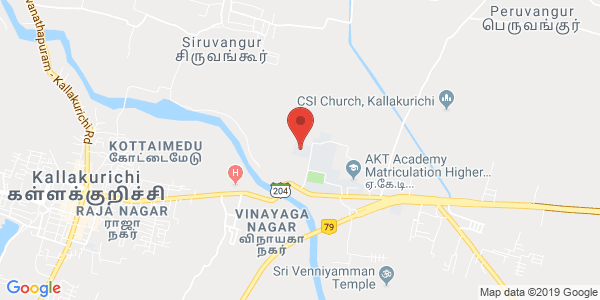 Peruvangur
பெருவங்குர்
Siruvangur
சிருவங்கூர்
vanathapuram - Kallakurichi Rd
CSI Church, Kallakurichi
KOTTAIMEDU
கோட்டைமேடு
AKT Academy
Matriculation Higher...
ஏ.கே.டி...
H
Kallakurichi
கள்ளக்குறிச்சி
204
RAJA NAGAR
ராஜா
நகர்
VINAYAGA
NAGAR
விநாயகா
நகர்
79
Sri Venniyamman
Temple
Google
Map data ©2019 Google